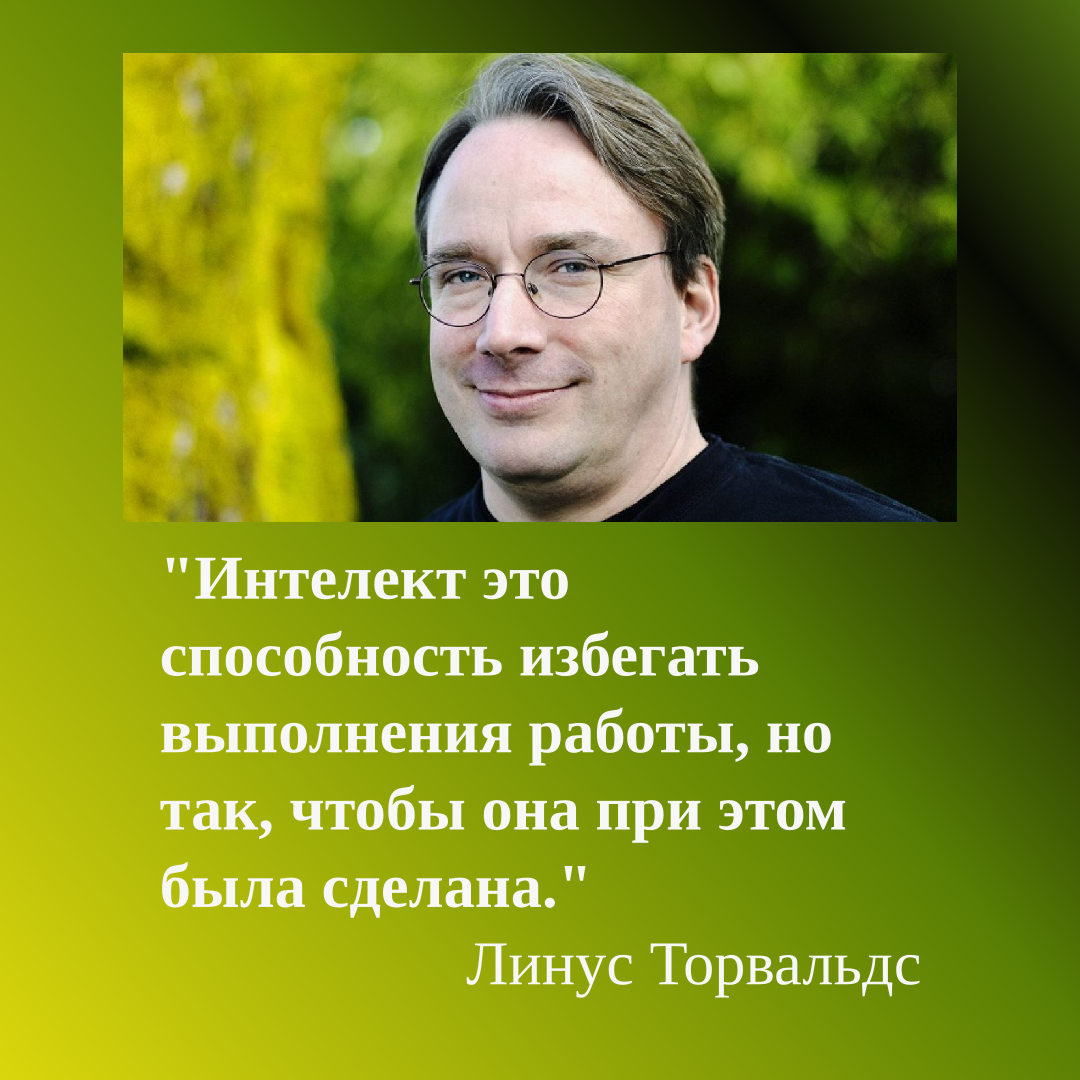 "Интелект это
способность избегать
выполнения работы, но
так, чтобы она при этом
была сделана."
Линус Торвальдс